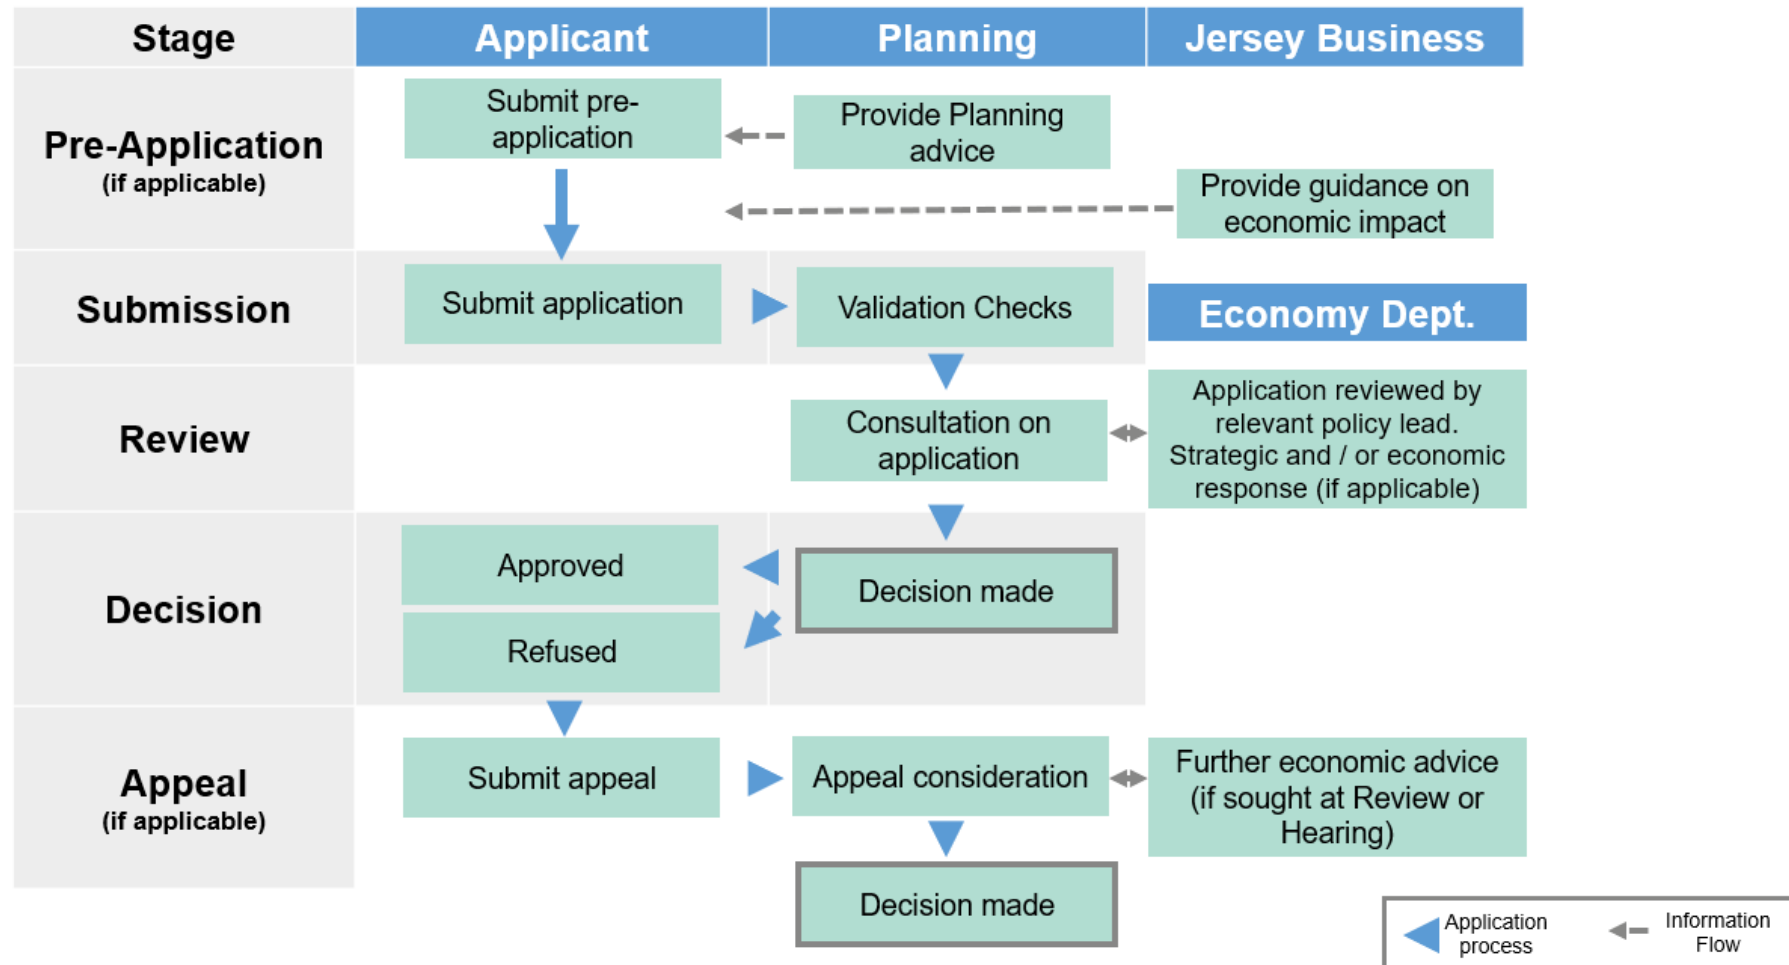 Stage
Applicant
Planning
Jersey Business
Pre-Application
(if applicable)
Submit pre-
application
Provide Planning
advice
Provide guidance on
economic impact
Submission
Submit application
Validation Checks
Economy Dept.
Review
Consultation on
application
Application reviewed by
relevant policy lead.
Strategic and / or economic
response (if applicable)
Decision
Approved
Refused
Decision made
Appeal
(if applicable)
Submit appeal
Appeal consideration
Further economic advice
(if sought at Review or
Hearing)
Decision made
Application
process
Information
Flow